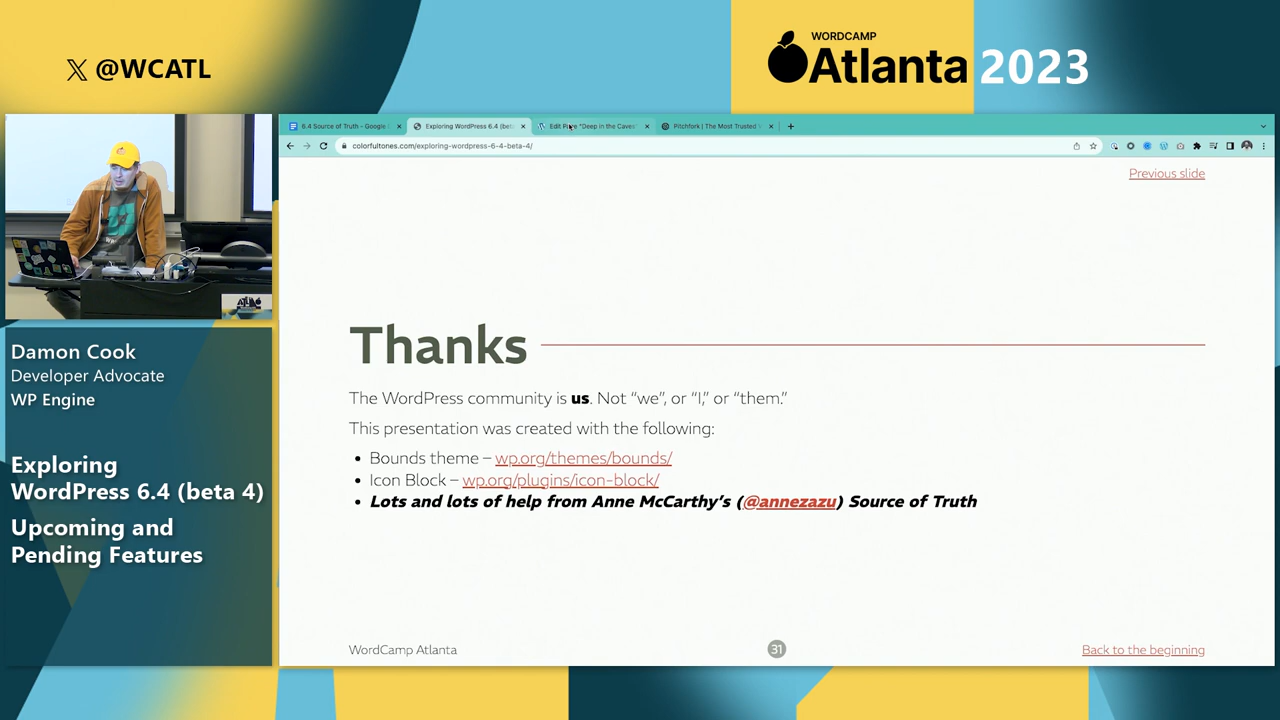 𝕏 @WCATL
WORDCAMP
Atlanta 2023
6.4 Source of Truth - Google
Exploring WordPress 6.4 (beta
Edit Page "Deep in the Caves"
Pitchfork | The Most Trusted
colorfultones.com/exploring-wordpress-6-4-beta-4/
Previous slide
Thanks
The WordPress community is us. Not “we”, or “I,” or “them.”
This presentation was created with the following:
• Bounds theme – wp.org/themes/bounds/
• Icon Block – wp.org/plugins/icon-block/
• Lots and lots of help from Anne McCarthy’s (@annezazu) Source of Truth
WordCamp Atlanta
31
Back to the beginning
Damon Cook
Developer Advocate
WP Engine
Exploring
WordPress 6.4 (beta 4)
Upcoming and
Pending Features